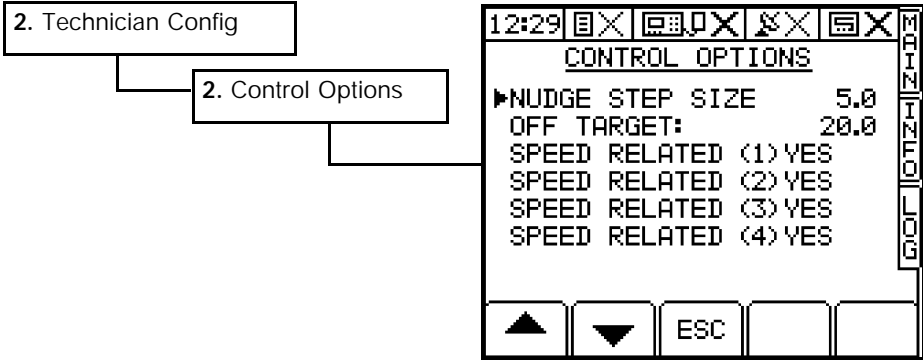 2. Technician Config
2. Control Options
12:29
CONTROL OPTIONS
NUDGE STEP SIZE 5.0
OFF TARGET: 20.0
SPEED RELATED (1) YES
SPEED RELATED (2) YES
SPEED RELATED (3) YES
SPEED RELATED (4) YES
ESC
MAIN
INFO
LOG